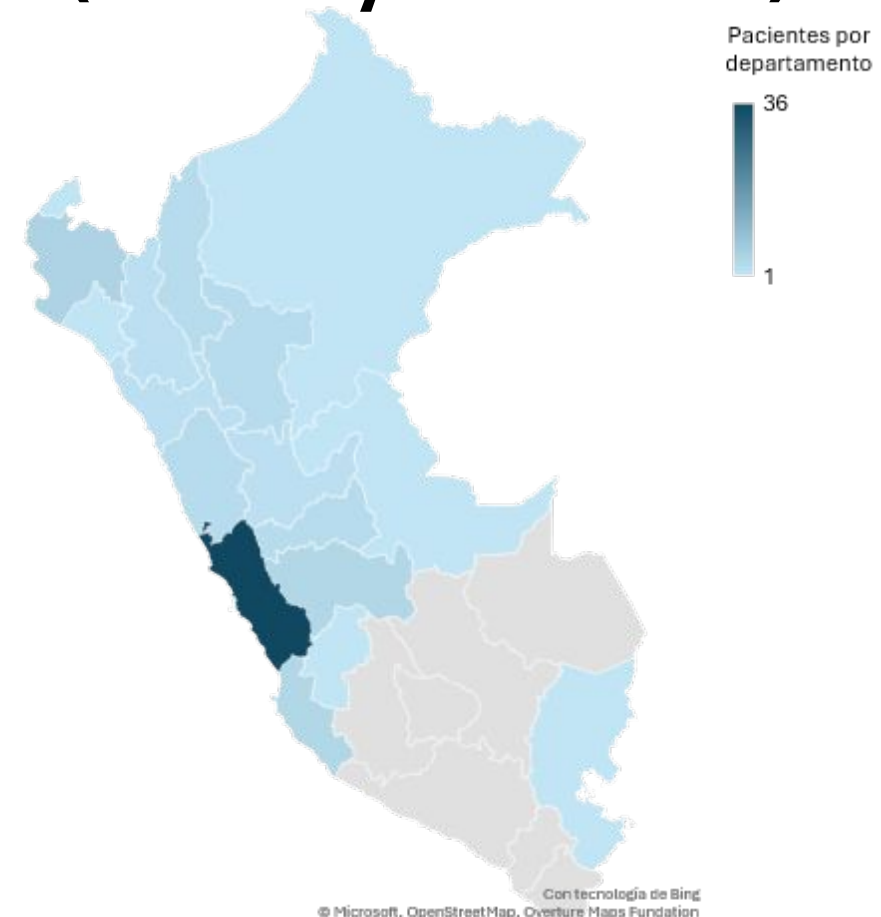 Pacientes por
departamento
36
1
Con tecnología de Bing
© Microsoft, OpenStreetMap, Overture Maps Fundation